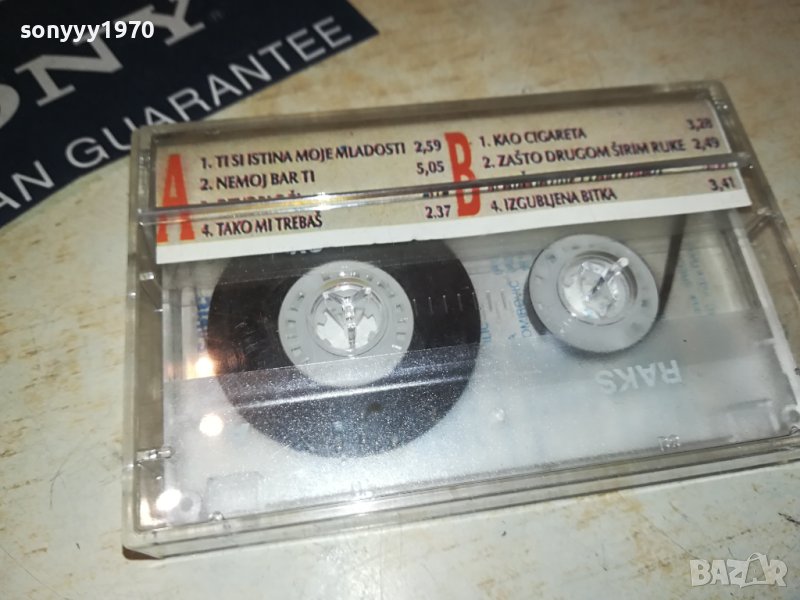 sonyyy1970
SONY
AN GUARANTEE
A
1. TI SI ISTINA MOJE MLADOSTI 2,59
2. NEMOJ BAR TI 5,05
4. TAKO MI TREBAŠ 2.37
B
1. KAO CIGARETA 3,28
2. ZAŠTO DRUGOM ŠIRIM RUKE 2,49
4. IZGUBLJENA BITKA 3,41
RAKS
BAZAR